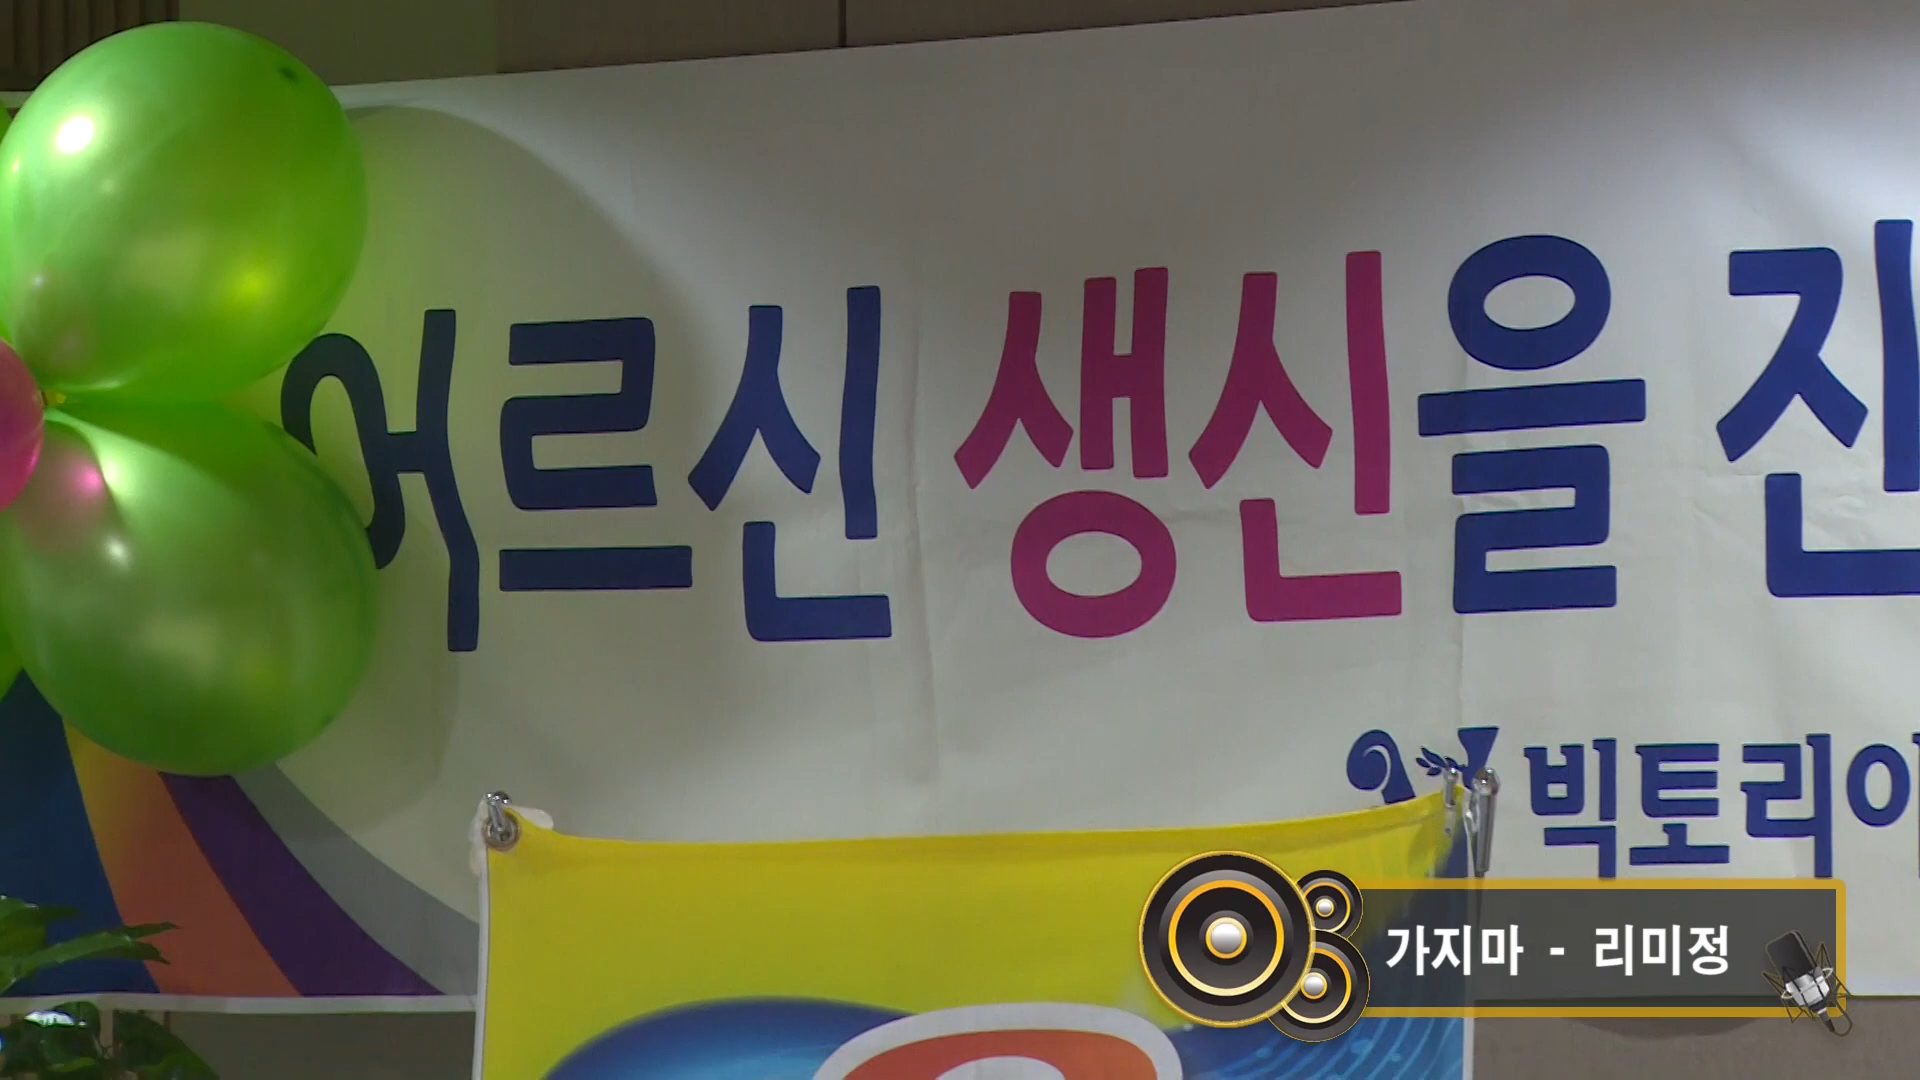 어르신 생신을 진
빅토리아
가지마 - 리미정